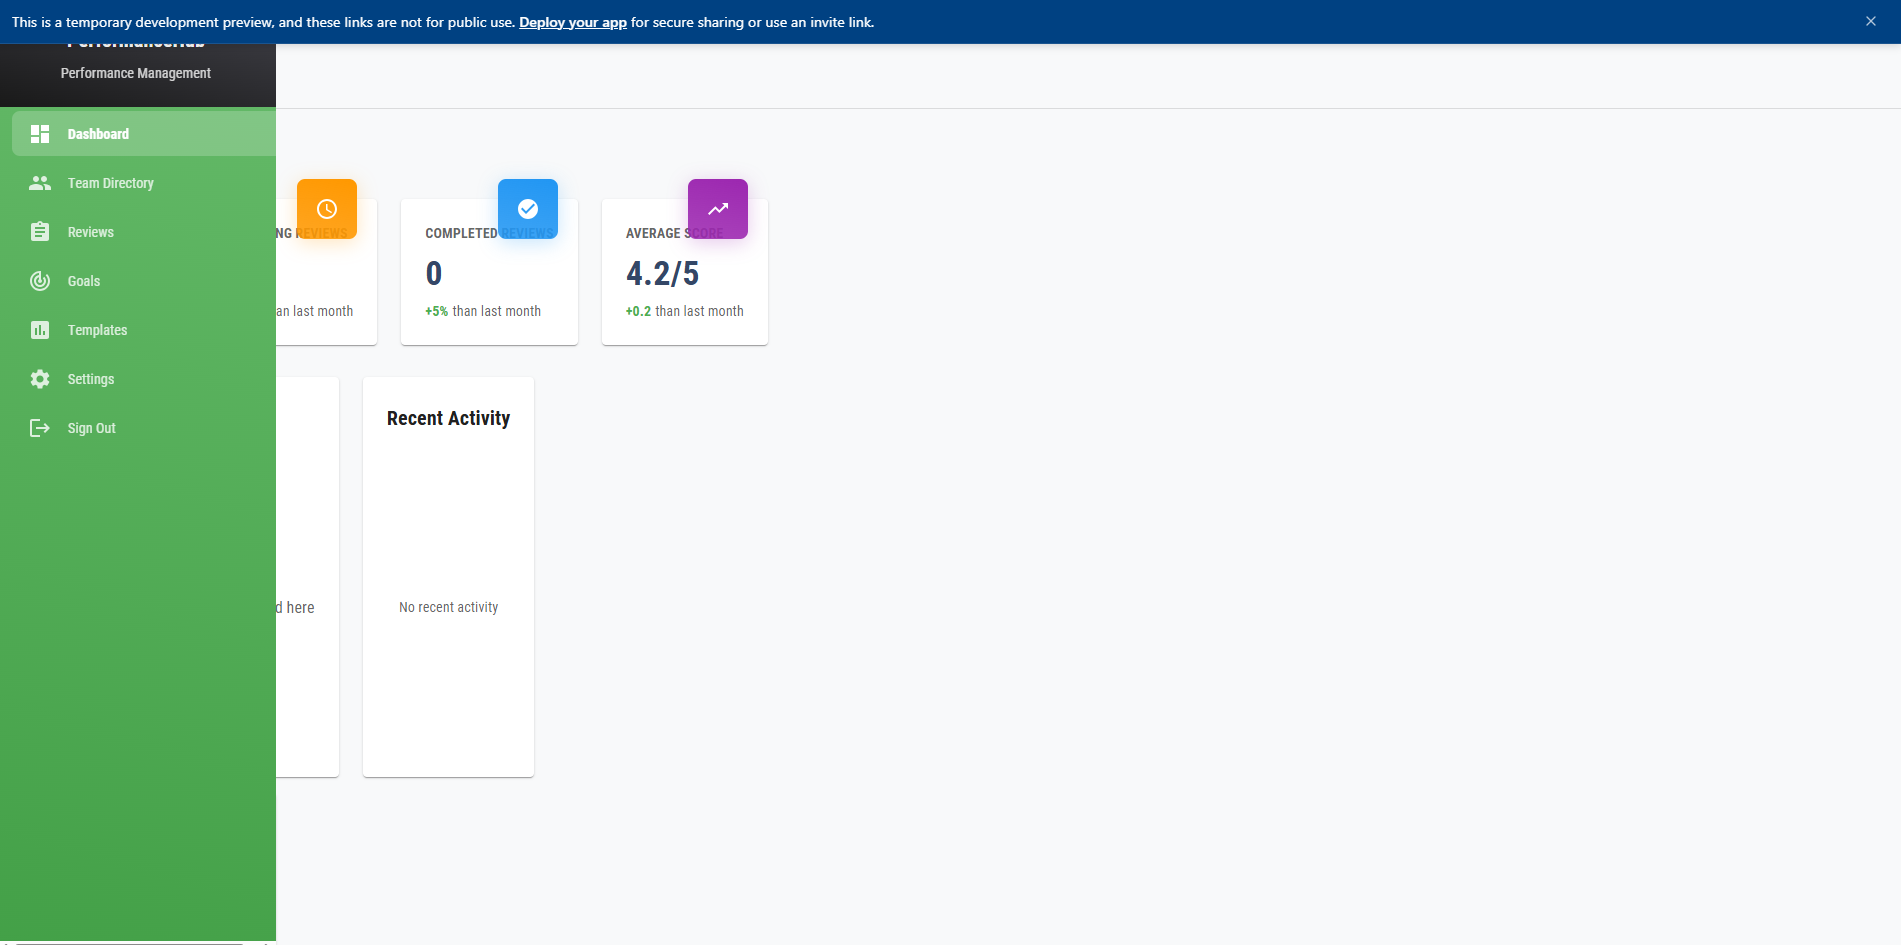 This is a temporary development preview, and these links are not for public use. Deploy your app for secure sharing or use an invite link.
Performance Management
Dashboard
Team Directory
Reviews
Goals
Templates
Settings
Sign Out
NG REVIEWS
an last month
COMPLETED REVIEWS
0
+5% than last month
AVERAGE SCORE
4.2/5
+0.2 than last month
d here
Recent Activity
No recent activity